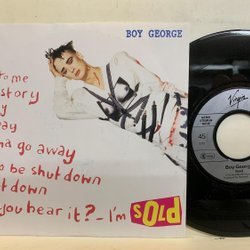 BOY GEORGE
to me
story
y
ay
na go away
o be shut down
t down
you hear it? - I'm SOLD
Virgin
45
Boy George
Sold